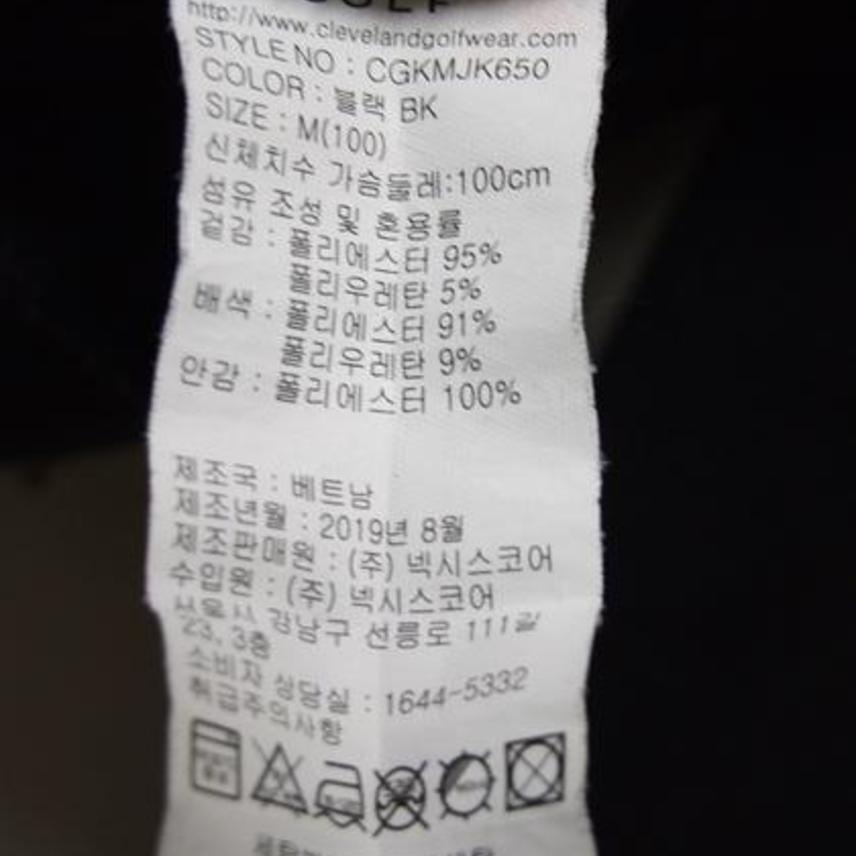 http://www.clevelandgolfwear.com
STYLE NO : CGKMJK650
COLOR : 블랙 BK
SIZE : M(100)
신체치수 가슴둘레:100cm
섬유 조성 및 혼용률
겉감 : 폴리에스터 95%
폴리우레탄 5%
배색 : 폴리에스터 91%
폴리우레탄 9%
안감 : 폴리에스터 100%
제조국 : 베트남
제조년월 : 2019년 8월
제조판매원 : (주) 넥시스코어
수입원 : (주) 넥시스코어
서울시 강남구 선릉로 111길
23, 3층
소비자 상담실 : 1644-5332
취급주의사항